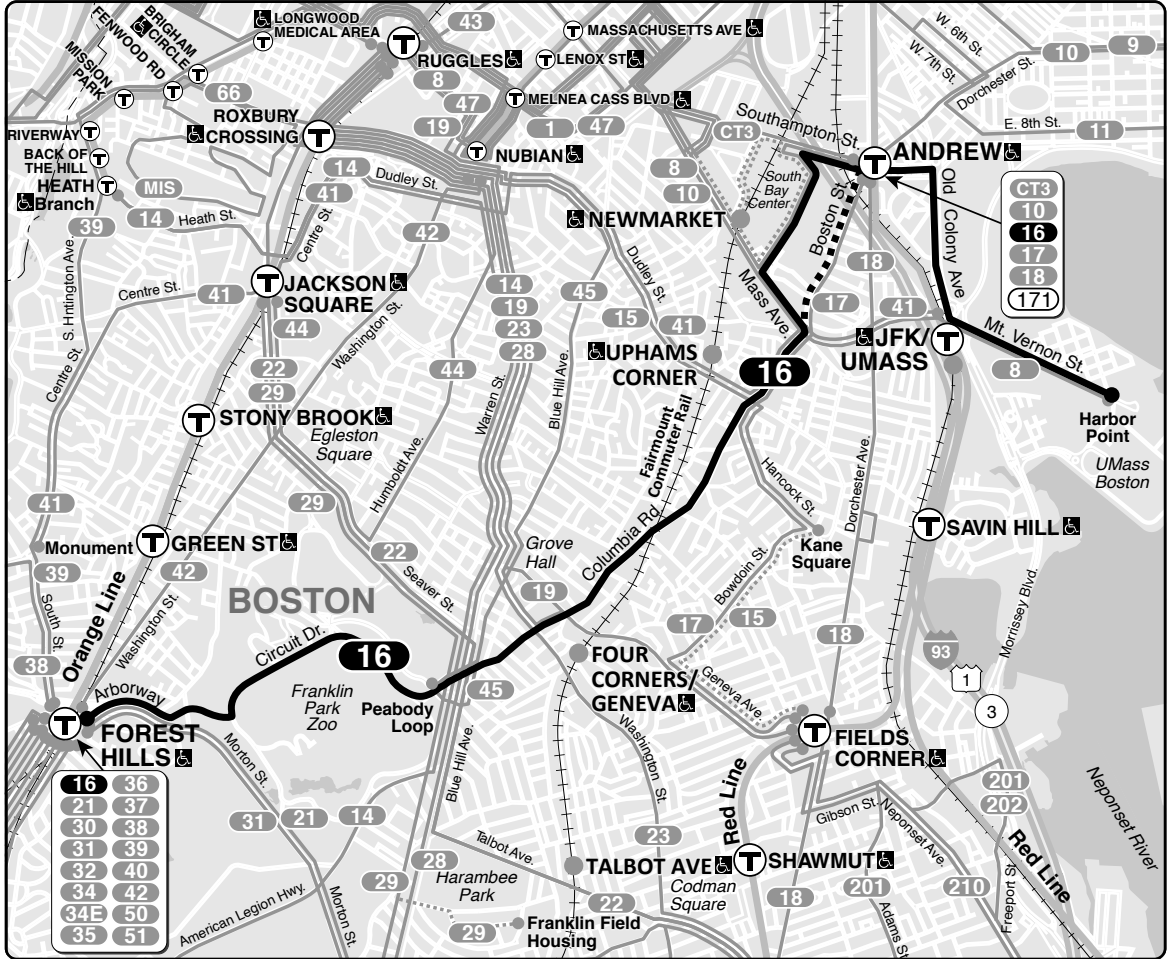 LONGWOOD
MEDICAL AREA
43
MASSACHUSETTS AVE
BRIGHAM
CIRCLE
FENWOOD RD
MISSION
PARK
RUGGLES
LENOX ST
W. 6th St.
W. 7th St.
10
9
Dorchester St.
66
8
MELNEA CASS BLVD
47
ROXBURY
CROSSING
19
1
47
CT3
Southampton St.
E. 8th St.
11
RIVERWAY
BACK OF
THE HILL
HEATH
Branch
NUBIAN
ANDREW
14
Dudley St.
8
10
South
Bay
Center
Old Colony Ave
CT3
10
16
17
18
171
MIS
41
14
Heath St.
Centre St.
39
42
NEWMARKET
Boston St.
S. Hntington Ave.
Dudley St.
18
JACKSON
SQUARE
Centre St.
41
14
19
23
28
45
Mass Ave.
17
41
44
Washington St.
15
41
JFK/
UMASS
Mt. Vernon St.
8
22
29
44
Blue Hill Ave.
UPHAMS
CORNER
16
Centre St.
Warren St.
Harbor
Point
STONY BROOK
Egleston
Square
Fairmount
Commuter Rail
UMass
Boston
Humboldt Ave.
Hancock St.
Dorchester Ave.
41
29
Columbia Rd.
SAVIN HILL
Monument
GREEN ST
22
Grove
Hall
Kane
Square
39
42
Seaver St.
19
Bowdoin St.
15
Morrissey Blvd.
South St.
Orange Line
Washington St.
BOSTON
17
18
Circuit Dr.
16
FOUR
CORNERS/
GENEVA
93
1
38
Geneva Ave
Arborway
Franklin
Park
Zoo
Peabody
Loop
45
3
FOREST
HILLS
Morton St.
Washington St.
FIELDS
CORNER
16 36
21 37
30 38
31 39
32 40
34 42
34E 50
35 51
Blue Hill Ave.
Red Line
201
202
Neponset River
31
21
14
Gibson St.
Neponset Ave.
23
Talbot Ave.
Red Line
28
Harambee
Park
TALBOT AVE
SHAWMUT
29
Codman
Square
American Legion Hwy.
Morton St.
22
18
201
210
Freeport St.
29
Franklin Field
Housing
Adams St.